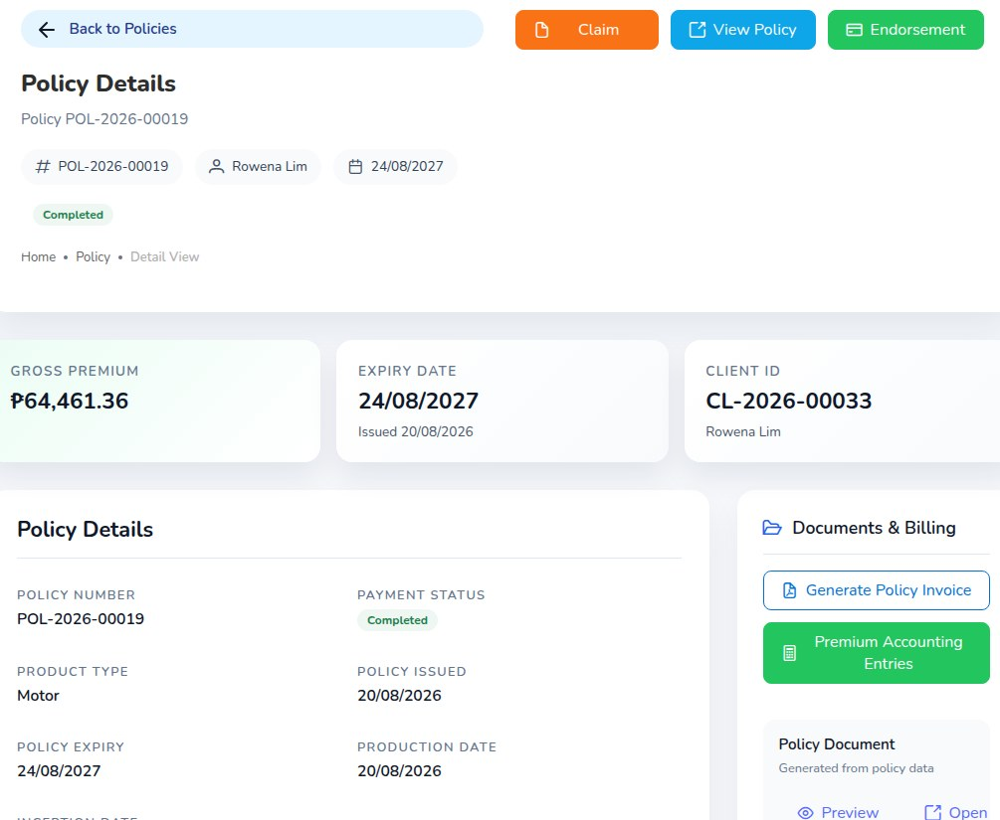 Back to Policies
Claim
View Policy
Endorsement
Policy Details
Policy POL-2026-00019
POL-2026-00019
Rowena Lim
24/08/2027
Completed
Home • Policy • Detail View
GROSS PREMIUM
₱64,461.36
EXPIRY DATE
24/08/2027
Issued 20/08/2026
CLIENT ID
CL-2026-00033
Rowena Lim
Policy Details
POLICY NUMBER
POL-2026-00019
PAYMENT STATUS
Completed
PRODUCT TYPE
Motor
POLICY ISSUED
20/08/2026
POLICY EXPIRY
24/08/2027
PRODUCTION DATE
20/08/2026
Documents & Billing
Generate Policy Invoice
Premium Accounting
Entries
Policy Document
Generated from policy data
Preview
Open